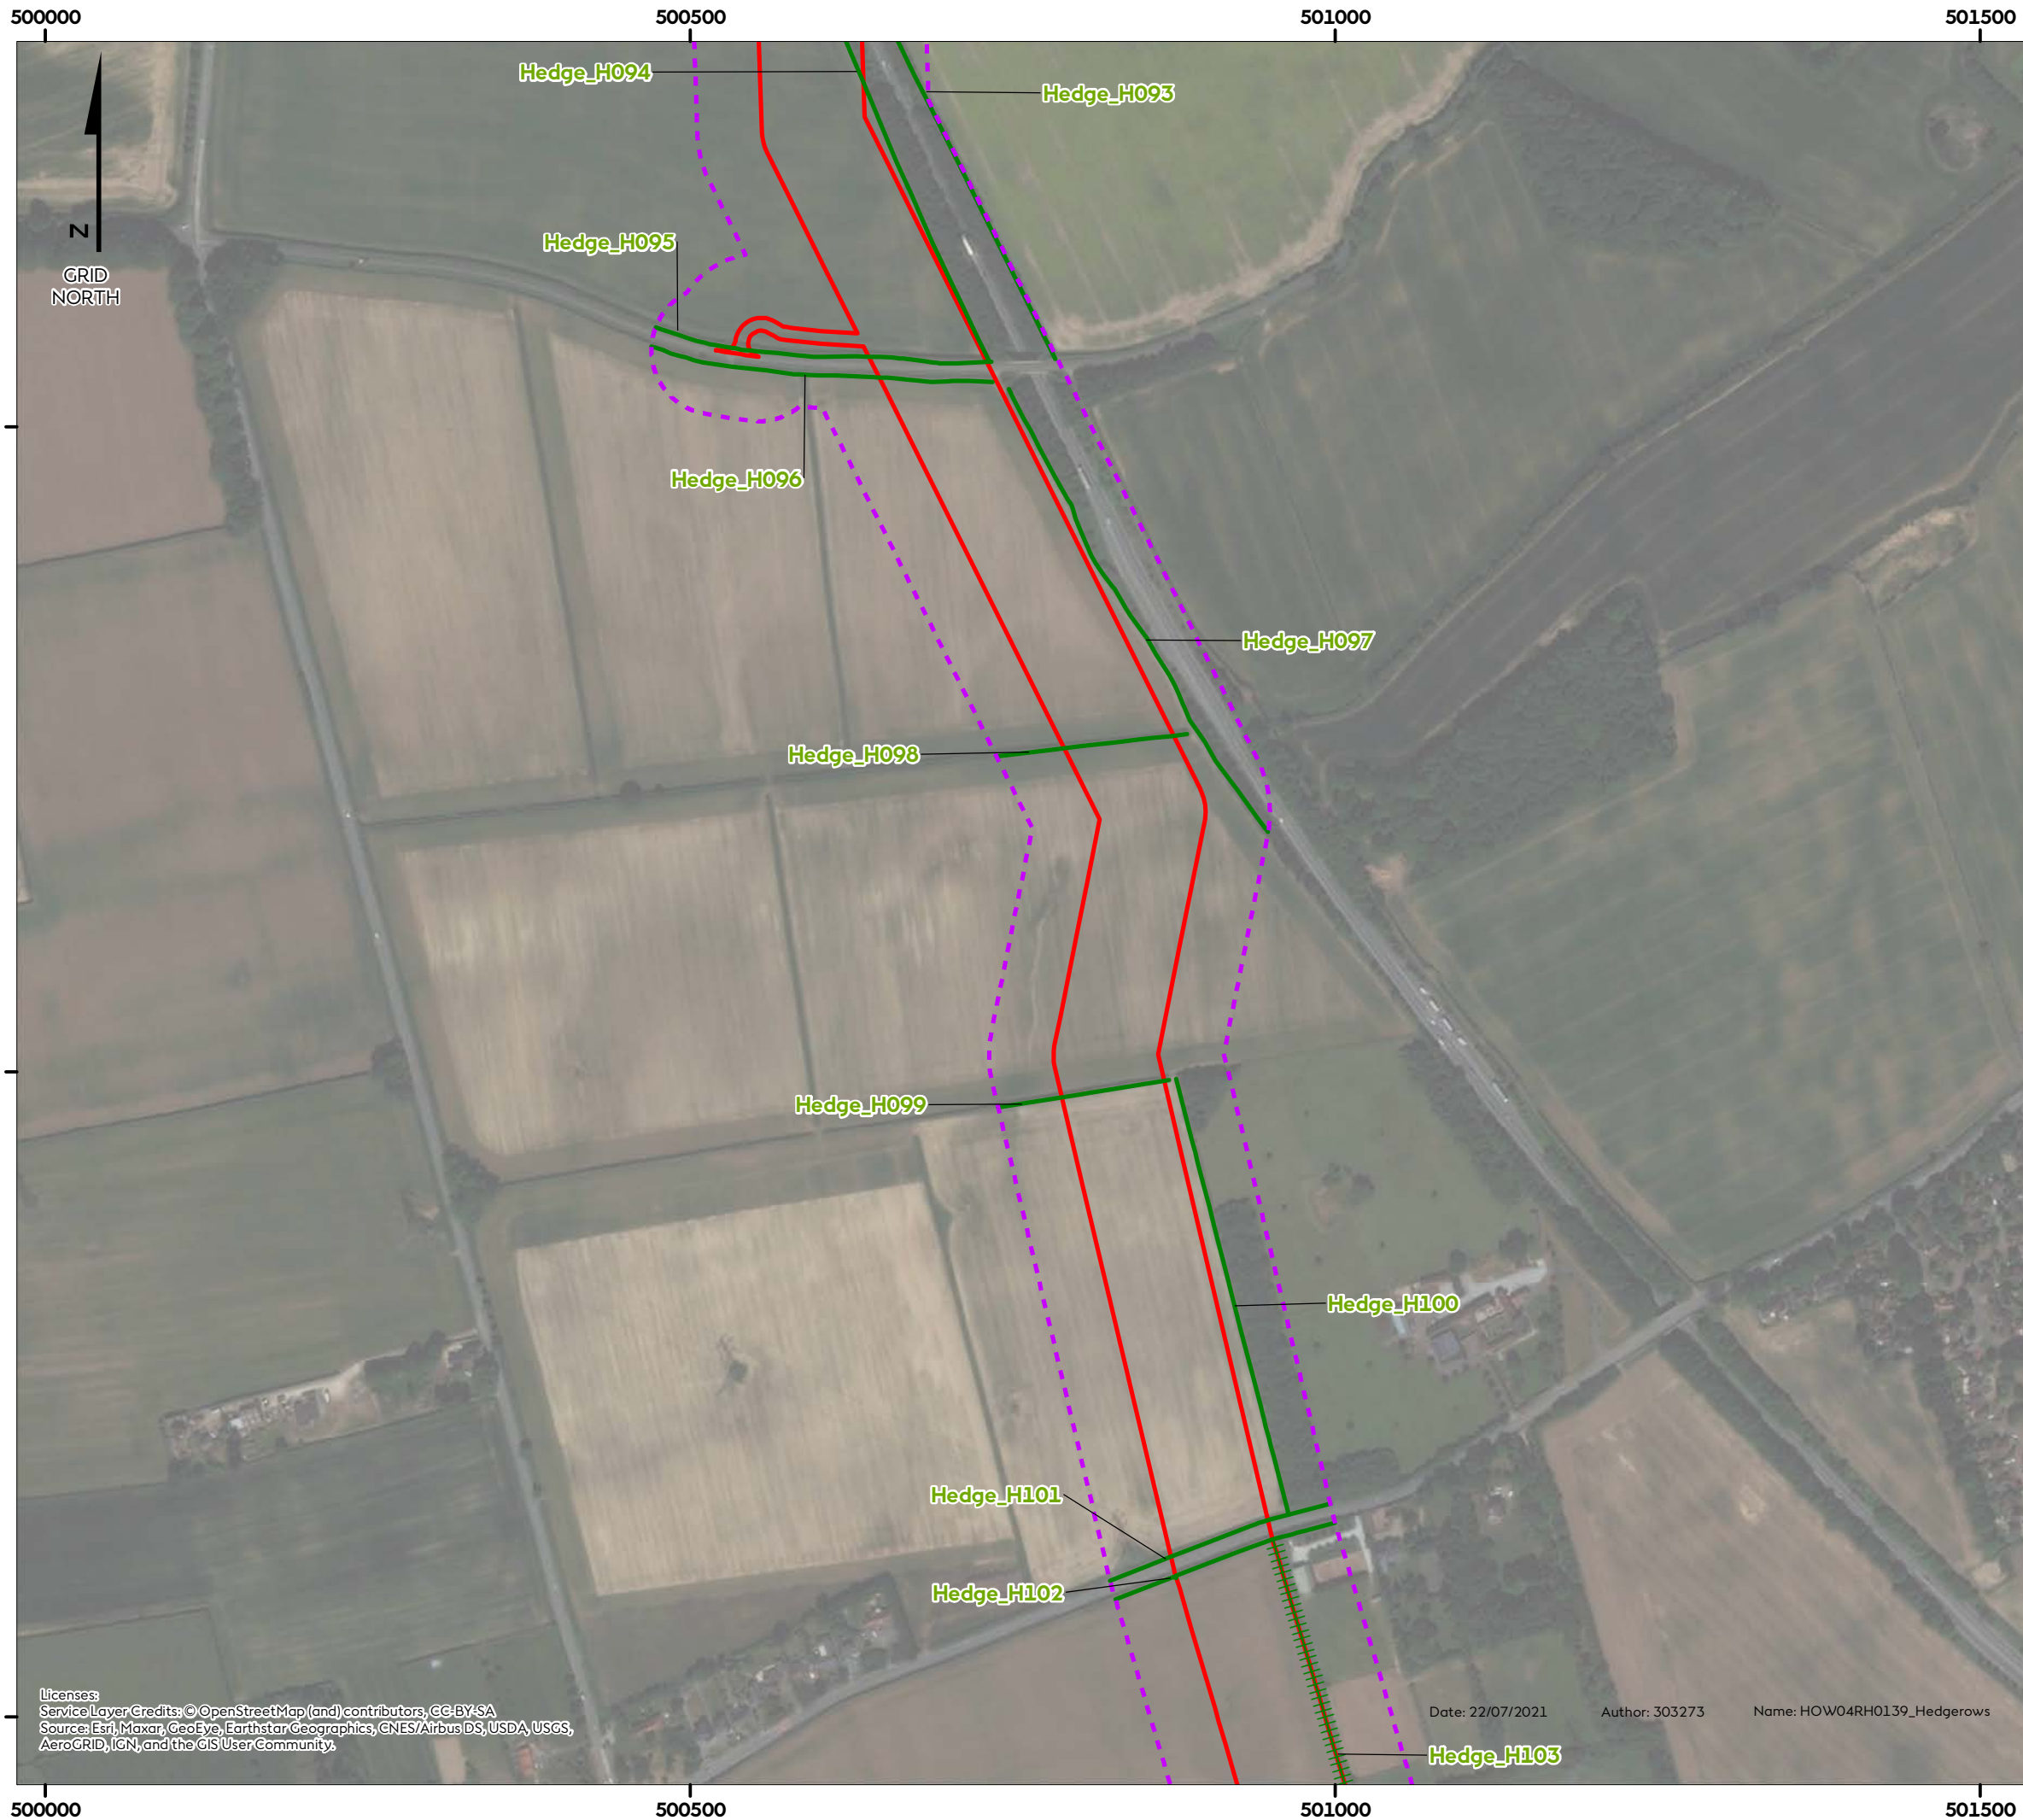 500000
500500
501000
501500
Hedge_H094
Hedge_H093
Hedge_H095
N
GRID
NORTH
Hedge_H096
Hedge_H097
Hedge_H098
Hedge_H099
Hedge_H100
Hedge_H101
Hedge_H102
Licenses:
Service Layer Credits: © OpenStreetMap (and) contributors, CC-BY-SA
Source: Esri, Maxar, GeoEye, Earthstar Geographics, CNES/Airbus DS, USDA, USGS,
AeroGRID, IGN, and the GIS User Community.
Date: 22/07/2021 Author: 303273 Name: HOW04RH0139_Hedgerows
Hedge_H103
500000
500500
501000
501500